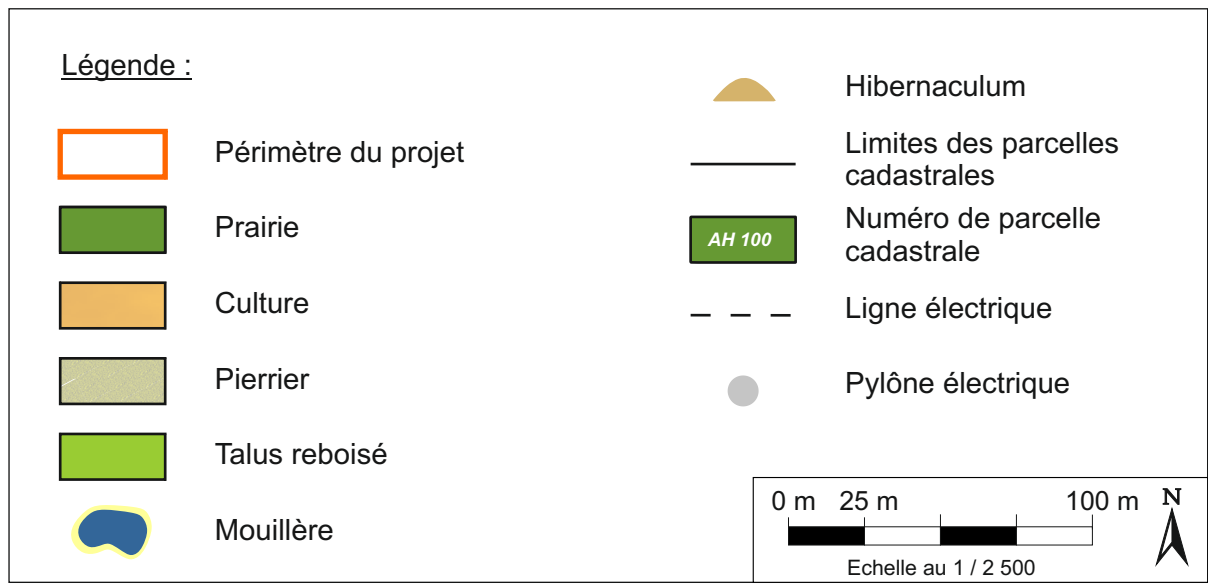 Légende :
Périmètre du projet
Prairie
Culture
Pierrier
Talus reboisé
Mouillère
Hibernaculum
Limites des parcelles
cadastrales
AH 100
Numéro de parcelle
cadastrale
Ligne électrique
Pylône électrique
0 m 25 m 100 m
N
Echelle au 1 / 2 500